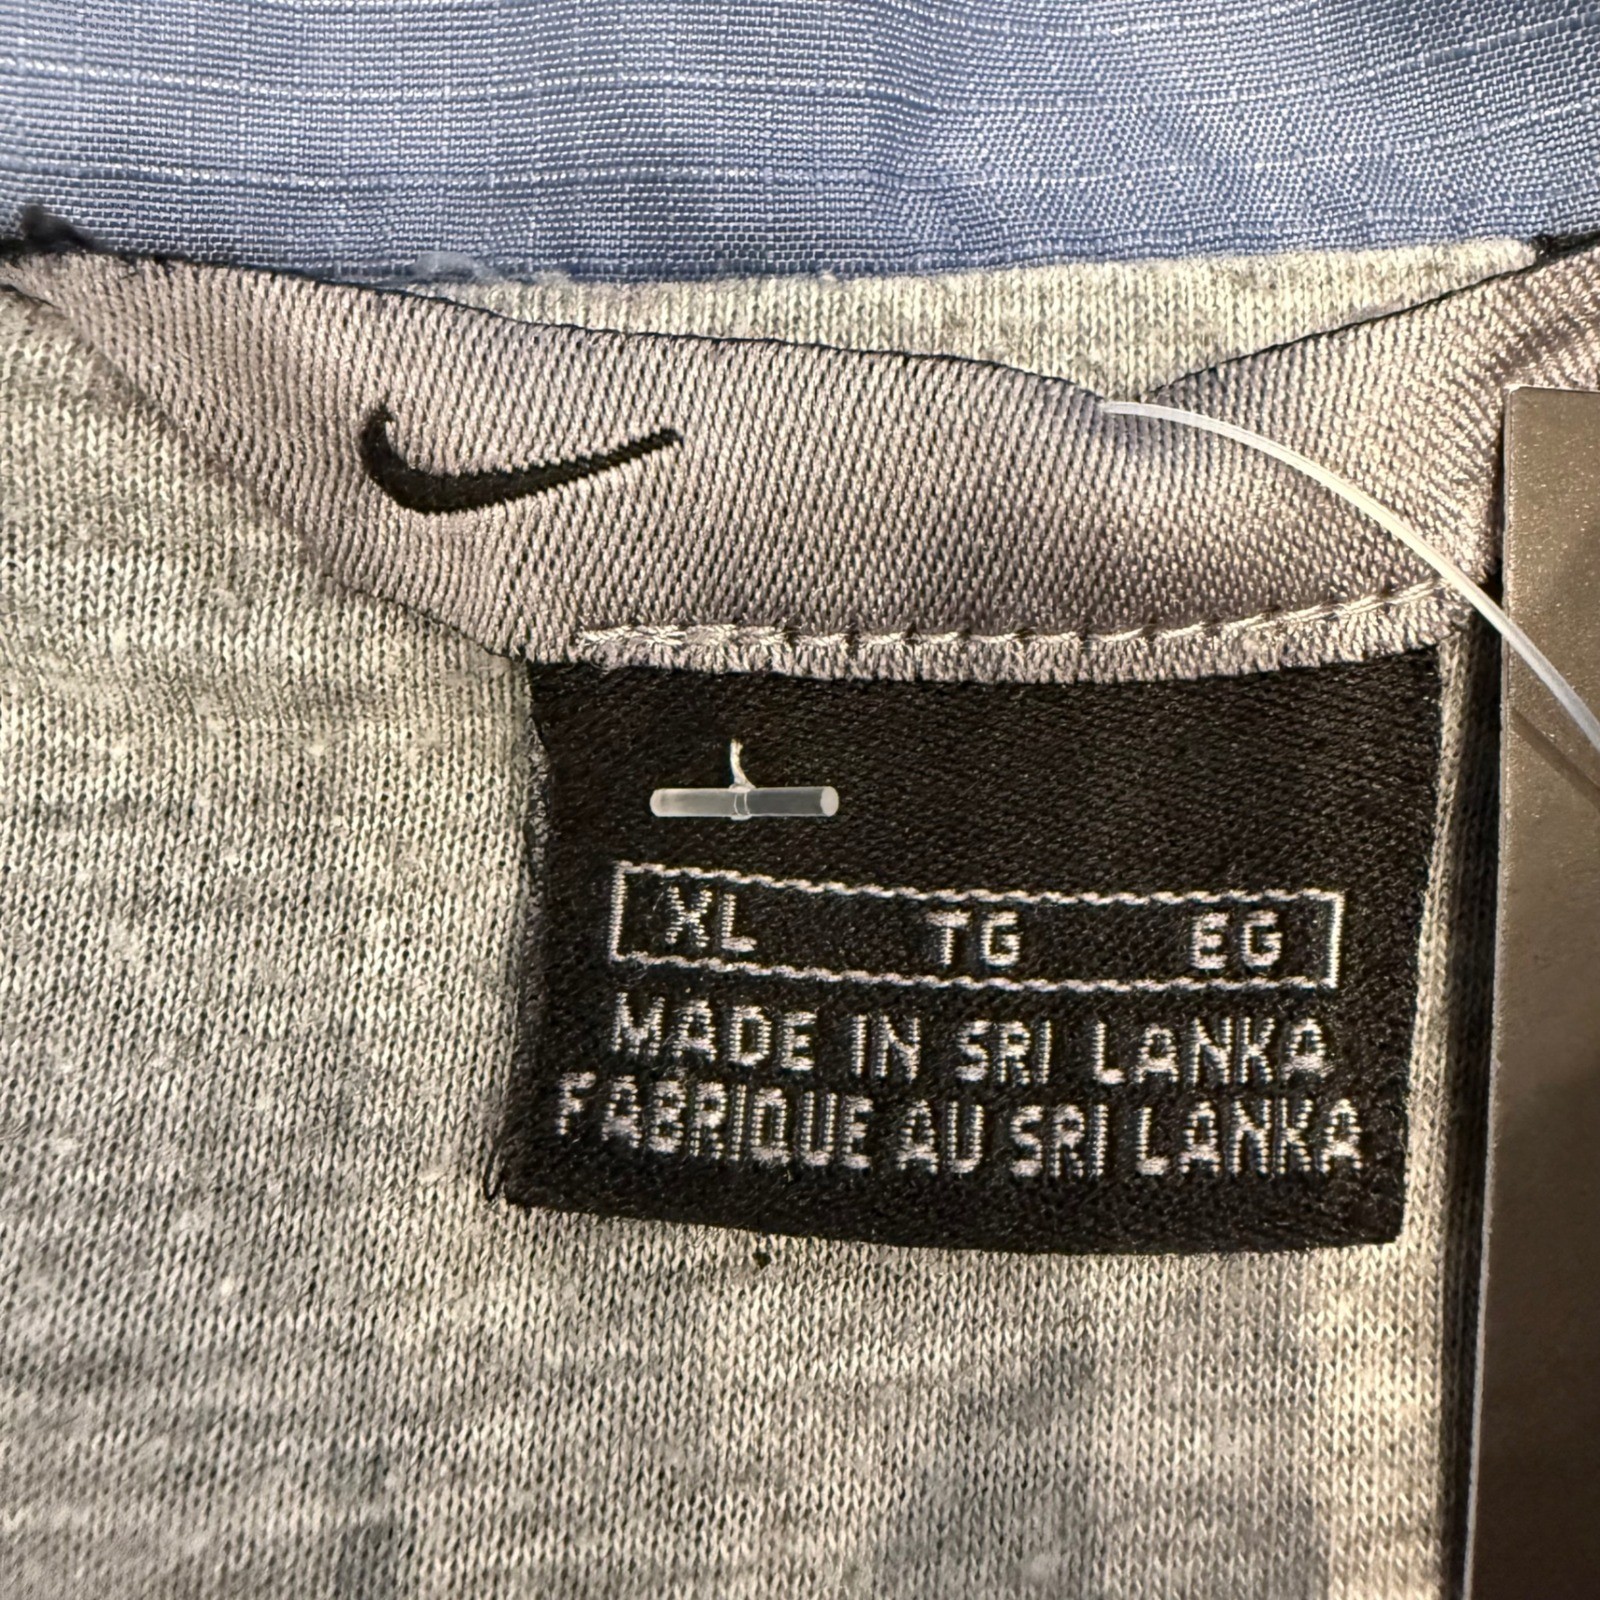 XL TG EG
MADE IN SRI LANKA
FABRIQUE AU SRI LANKA